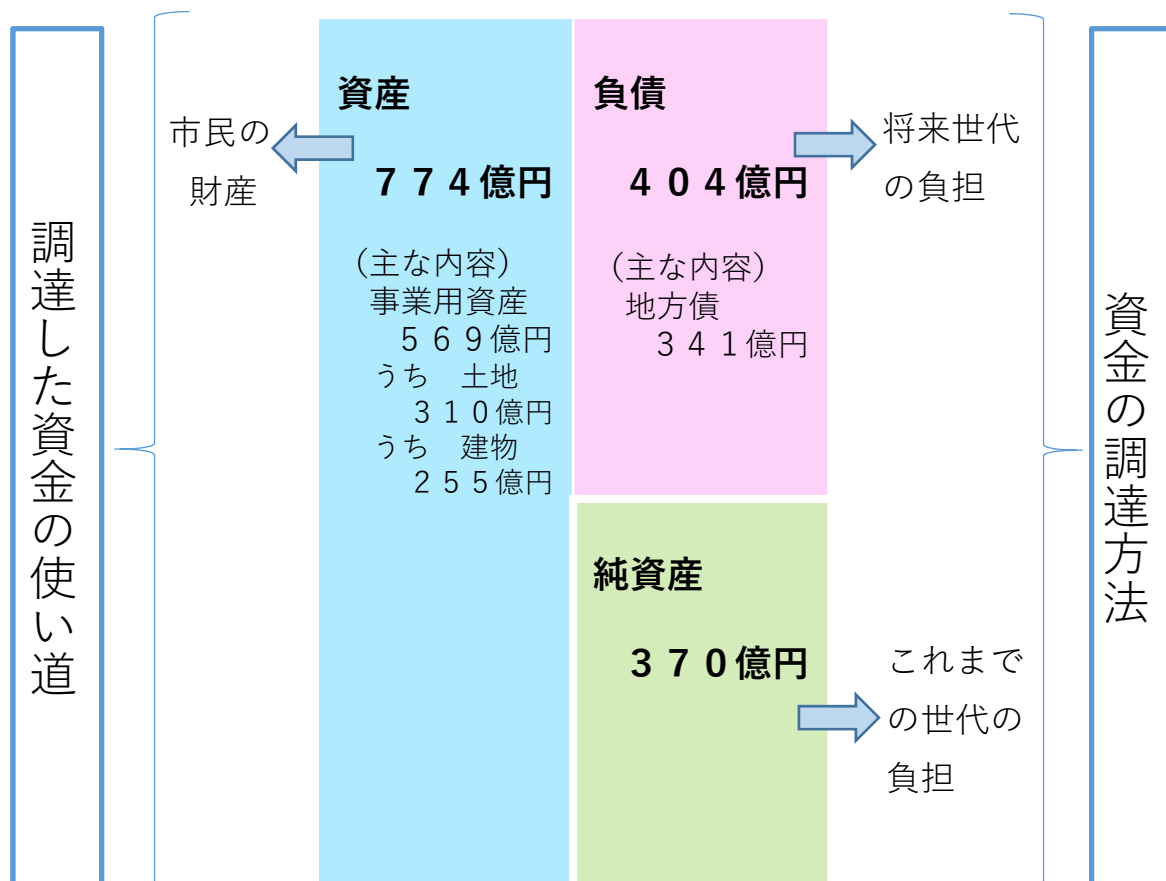 調達した資金の使い道
市民の
財産
資産
７７４億円
（主な内容）
事業用資産
５６９億円
うち　土地
３１０億円
うち　建物
２５５億円
負債
４０４億円
（主な内容）
地方債
３４１億円
将来世代
の負担
純資産
３７０億円
これまで
の世代の
負担
資金の調達方法